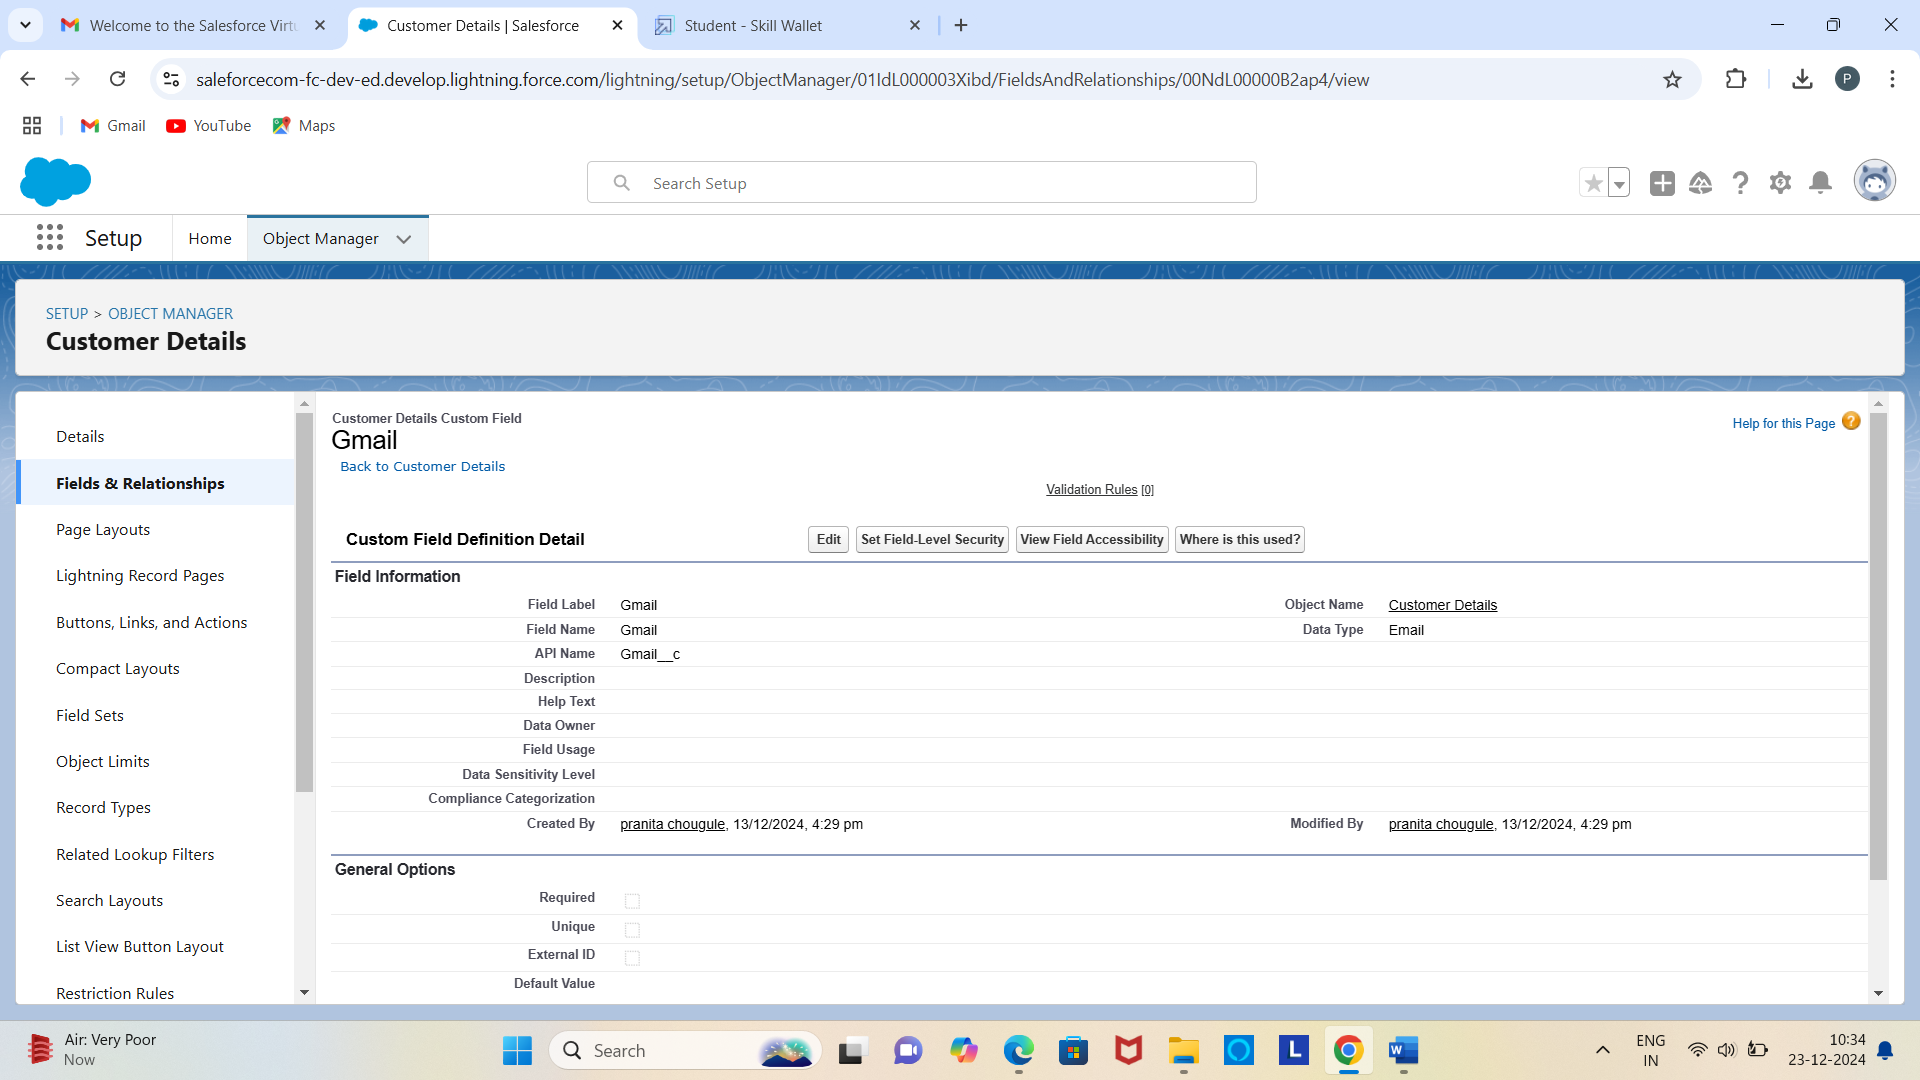 Welcome to the Salesforce Virtu
Customer Details | Salesforce
Student - Skill Wallet
saleforcecom-fc-dev-ed.develop.lightning.force.com/lightning/setup/ObjectManager/01IdL000003Xibd/FieldsAndRelationships/00NdL00000B2ap4/view
P
Gmail
YouTube
Maps
Search Setup
Setup
Home
Object Manager
SETUP > OBJECT MANAGER
Customer Details
Details
Fields & Relationships
Page Layouts
Lightning Record Pages
Buttons, Links, and Actions
Compact Layouts
Field Sets
Object Limits
Record Types
Related Lookup Filters
Search Layouts
List View Button Layout
Restriction Rules
Customer Details Custom Field
Gmail
Back to Customer Details
Help for this Page ?
Validation Rules [0]
Custom Field Definition Detail
Edit
Set Field-Level Security
View Field Accessibility
Where is this used?
Field Information
Field Label Gmail Object Name Customer Details
Field Name Gmail Data Type Email
API Name Gmail__c
Description
Help Text
Data Owner
Field Usage
Data Sensitivity Level
Compliance Categorization
Created By pranita chougule, 13/12/2024, 4:29 pm Modified By pranita chougule, 13/12/2024, 4:29 pm
General Options
Required
Unique
External ID
Default Value
Air: Very Poor
Now
Search
L
W
ENG
IN
10:34
23-12-2024